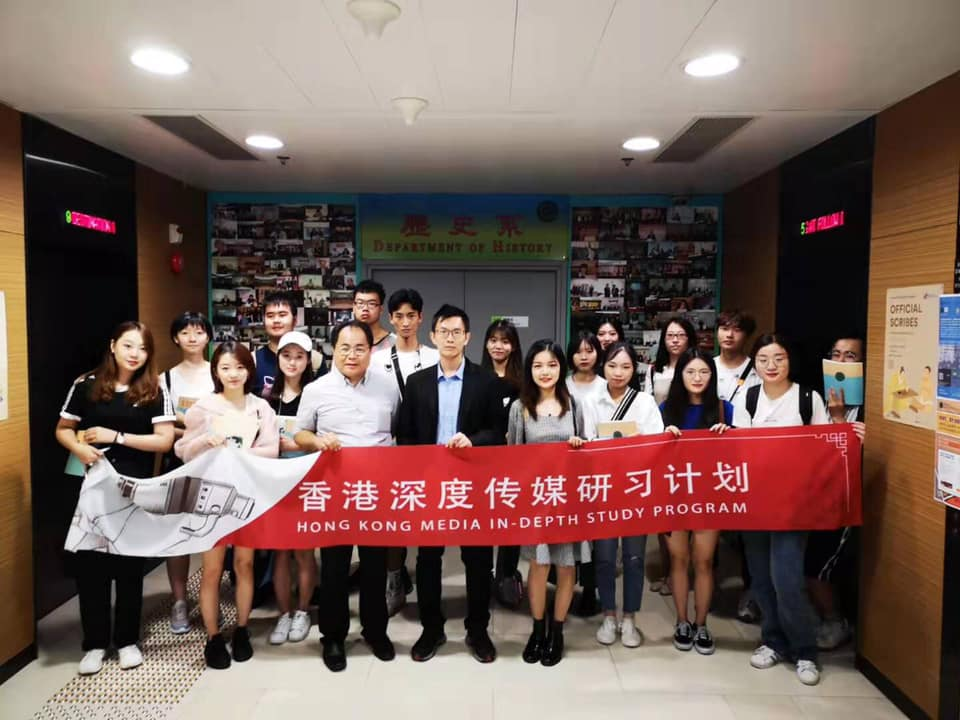 歷史系
DEPARTMENT OF HISTORY
OFFICIAL
SCRIBES
香港深度传媒研习计划
HONG KONG MEDIA IN-DEPTH STUDY PROGRAM